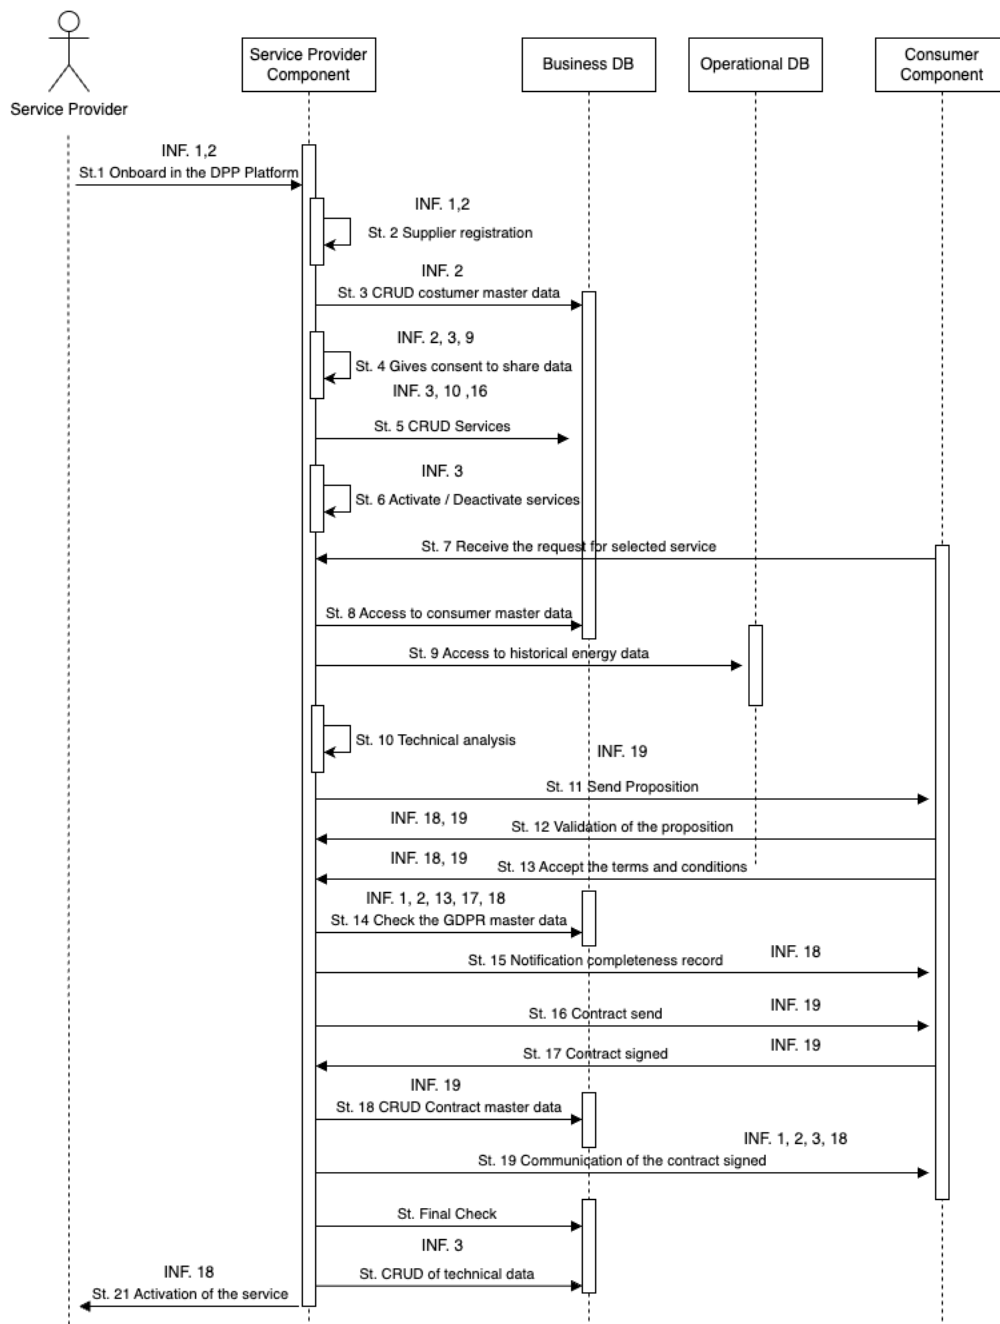 Service Provider
Service Provider
Component
Business DB
Operational DB
Consumer
Component
INF. 1,2
St.1 Onboard in the DPP Platform
INF. 1,2
St. 2 Supplier registration
INF. 2
St. 3 CRUD costumer master data
INF. 2, 3, 9
St. 4 Gives consent to share data
INF. 3, 10 ,16
St. 5 CRUD Services
INF. 3
St. 6 Activate / Deactivate services
St. 7 Receive the request for selected service
St. 8 Access to consumer master data
St. 9 Access to historical energy data
St. 10 Technical analysis
INF. 19
St. 11 Send Proposition
INF. 18, 19
St. 12 Validation of the proposition
INF. 18, 19
St. 13 Accept the terms and conditions
INF. 1, 2, 13, 17, 18
St. 14 Check the GDPR master data
INF. 18
St. 15 Notification completeness record
INF. 19
St. 16 Contract send
INF. 19
St. 17 Contract signed
INF. 19
St. 18 CRUD Contract master data
INF. 1, 2, 3, 18
St. 19 Communication of the contract signed
St. Final Check
INF. 3
St. CRUD of technical data
INF. 18
St. 21 Activation of the service